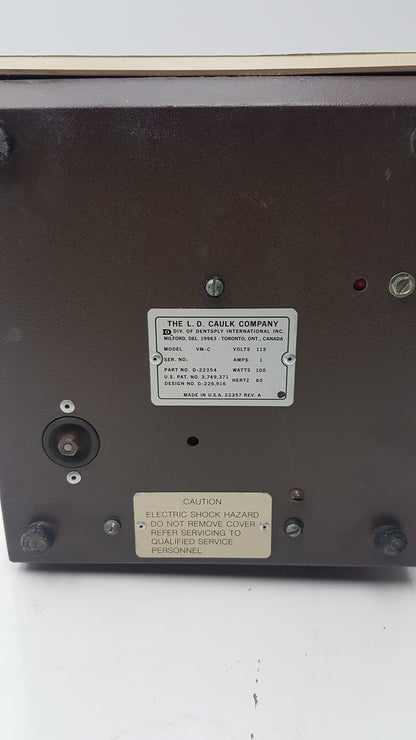 THE L. D. CAULK COMPANY
DIV. OF DENTSPLY INTERNATIONAL INC.
MILFORD, DEL. 19963 - TORONTO, ONT., CANADA
MODEL VM-C VOLTS 115
SER. NO. AMPS. 1
PART NO. D-22354 WATTS 100
U.S. PAT. NO. 3,749,371
DESIGN NO. D-226,916 HERTZ 60
MADE IN U.S.A. 22357 REV. A
CAUTION
ELECTRIC SHOCK HAZARD
DO NOT REMOVE COVER
REFER SERVICING TO
QUALIFIED SERVICE
PERSONNEL